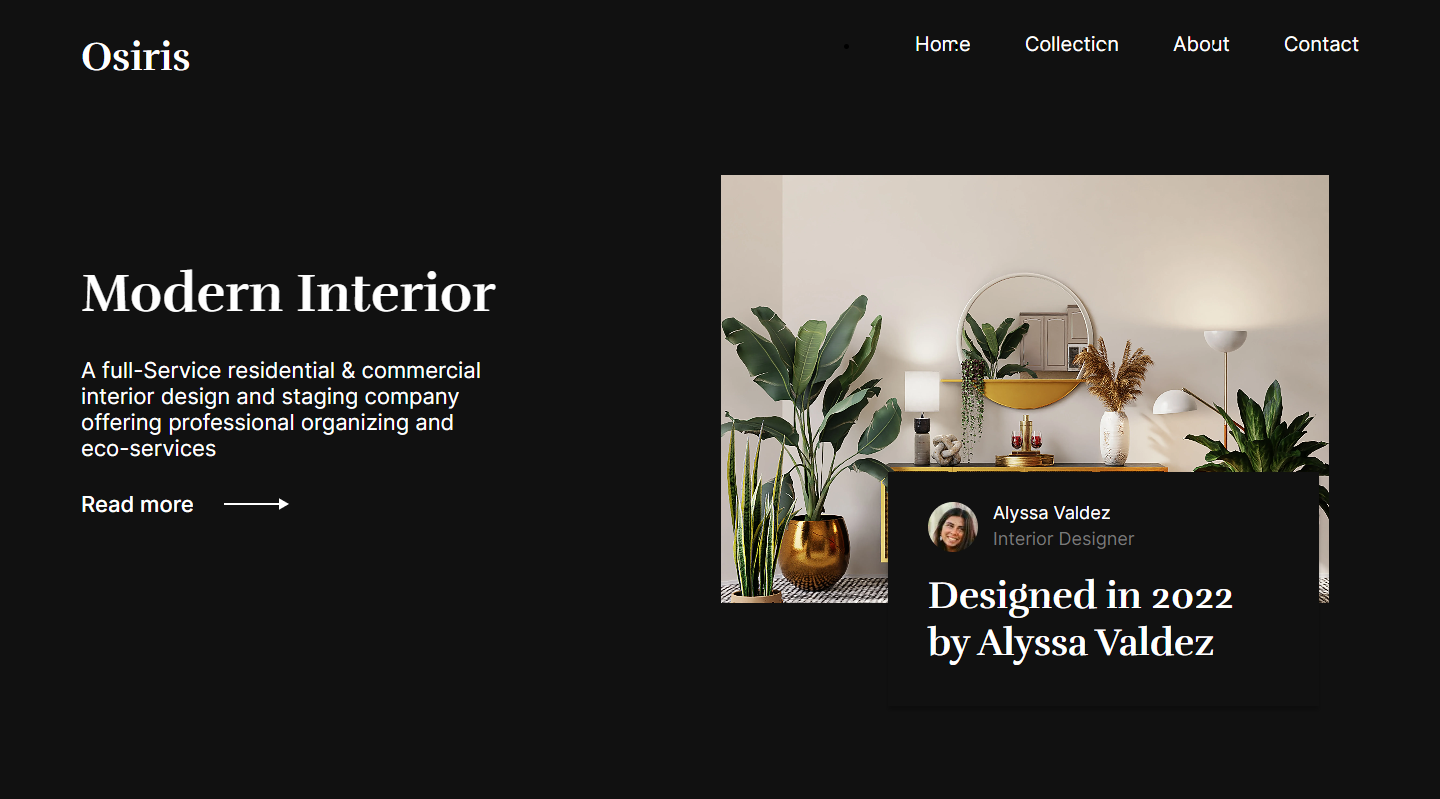 Osiris
Home Collection About Contact
Modern Interior
A full-Service residential & commercial
interior design and staging company
offering professional organizing and
eco-services
Read more
Alyssa Valdez
Interior Designer
Designed in 2022
by Alyssa Valdez